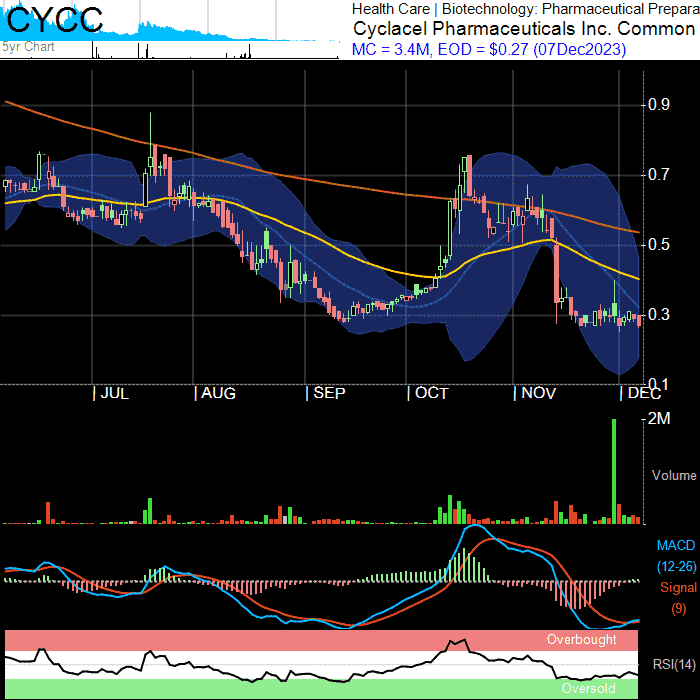 CYCC
5yr Chart
Health Care | Biotechnology: Pharmaceutical Prepara
Cyclacel Pharmaceuticals Inc. Common
MC = 3.4M, EOD = $0.27 (07Dec2023)
0.9
0.7
0.5
0.3
0.1
| JUL | AUG | SEP | OCT | NOV | DEC
2M
Volume
MACD
(12-26)
Signal
(9)
Overbought
RSI(14)
Oversold